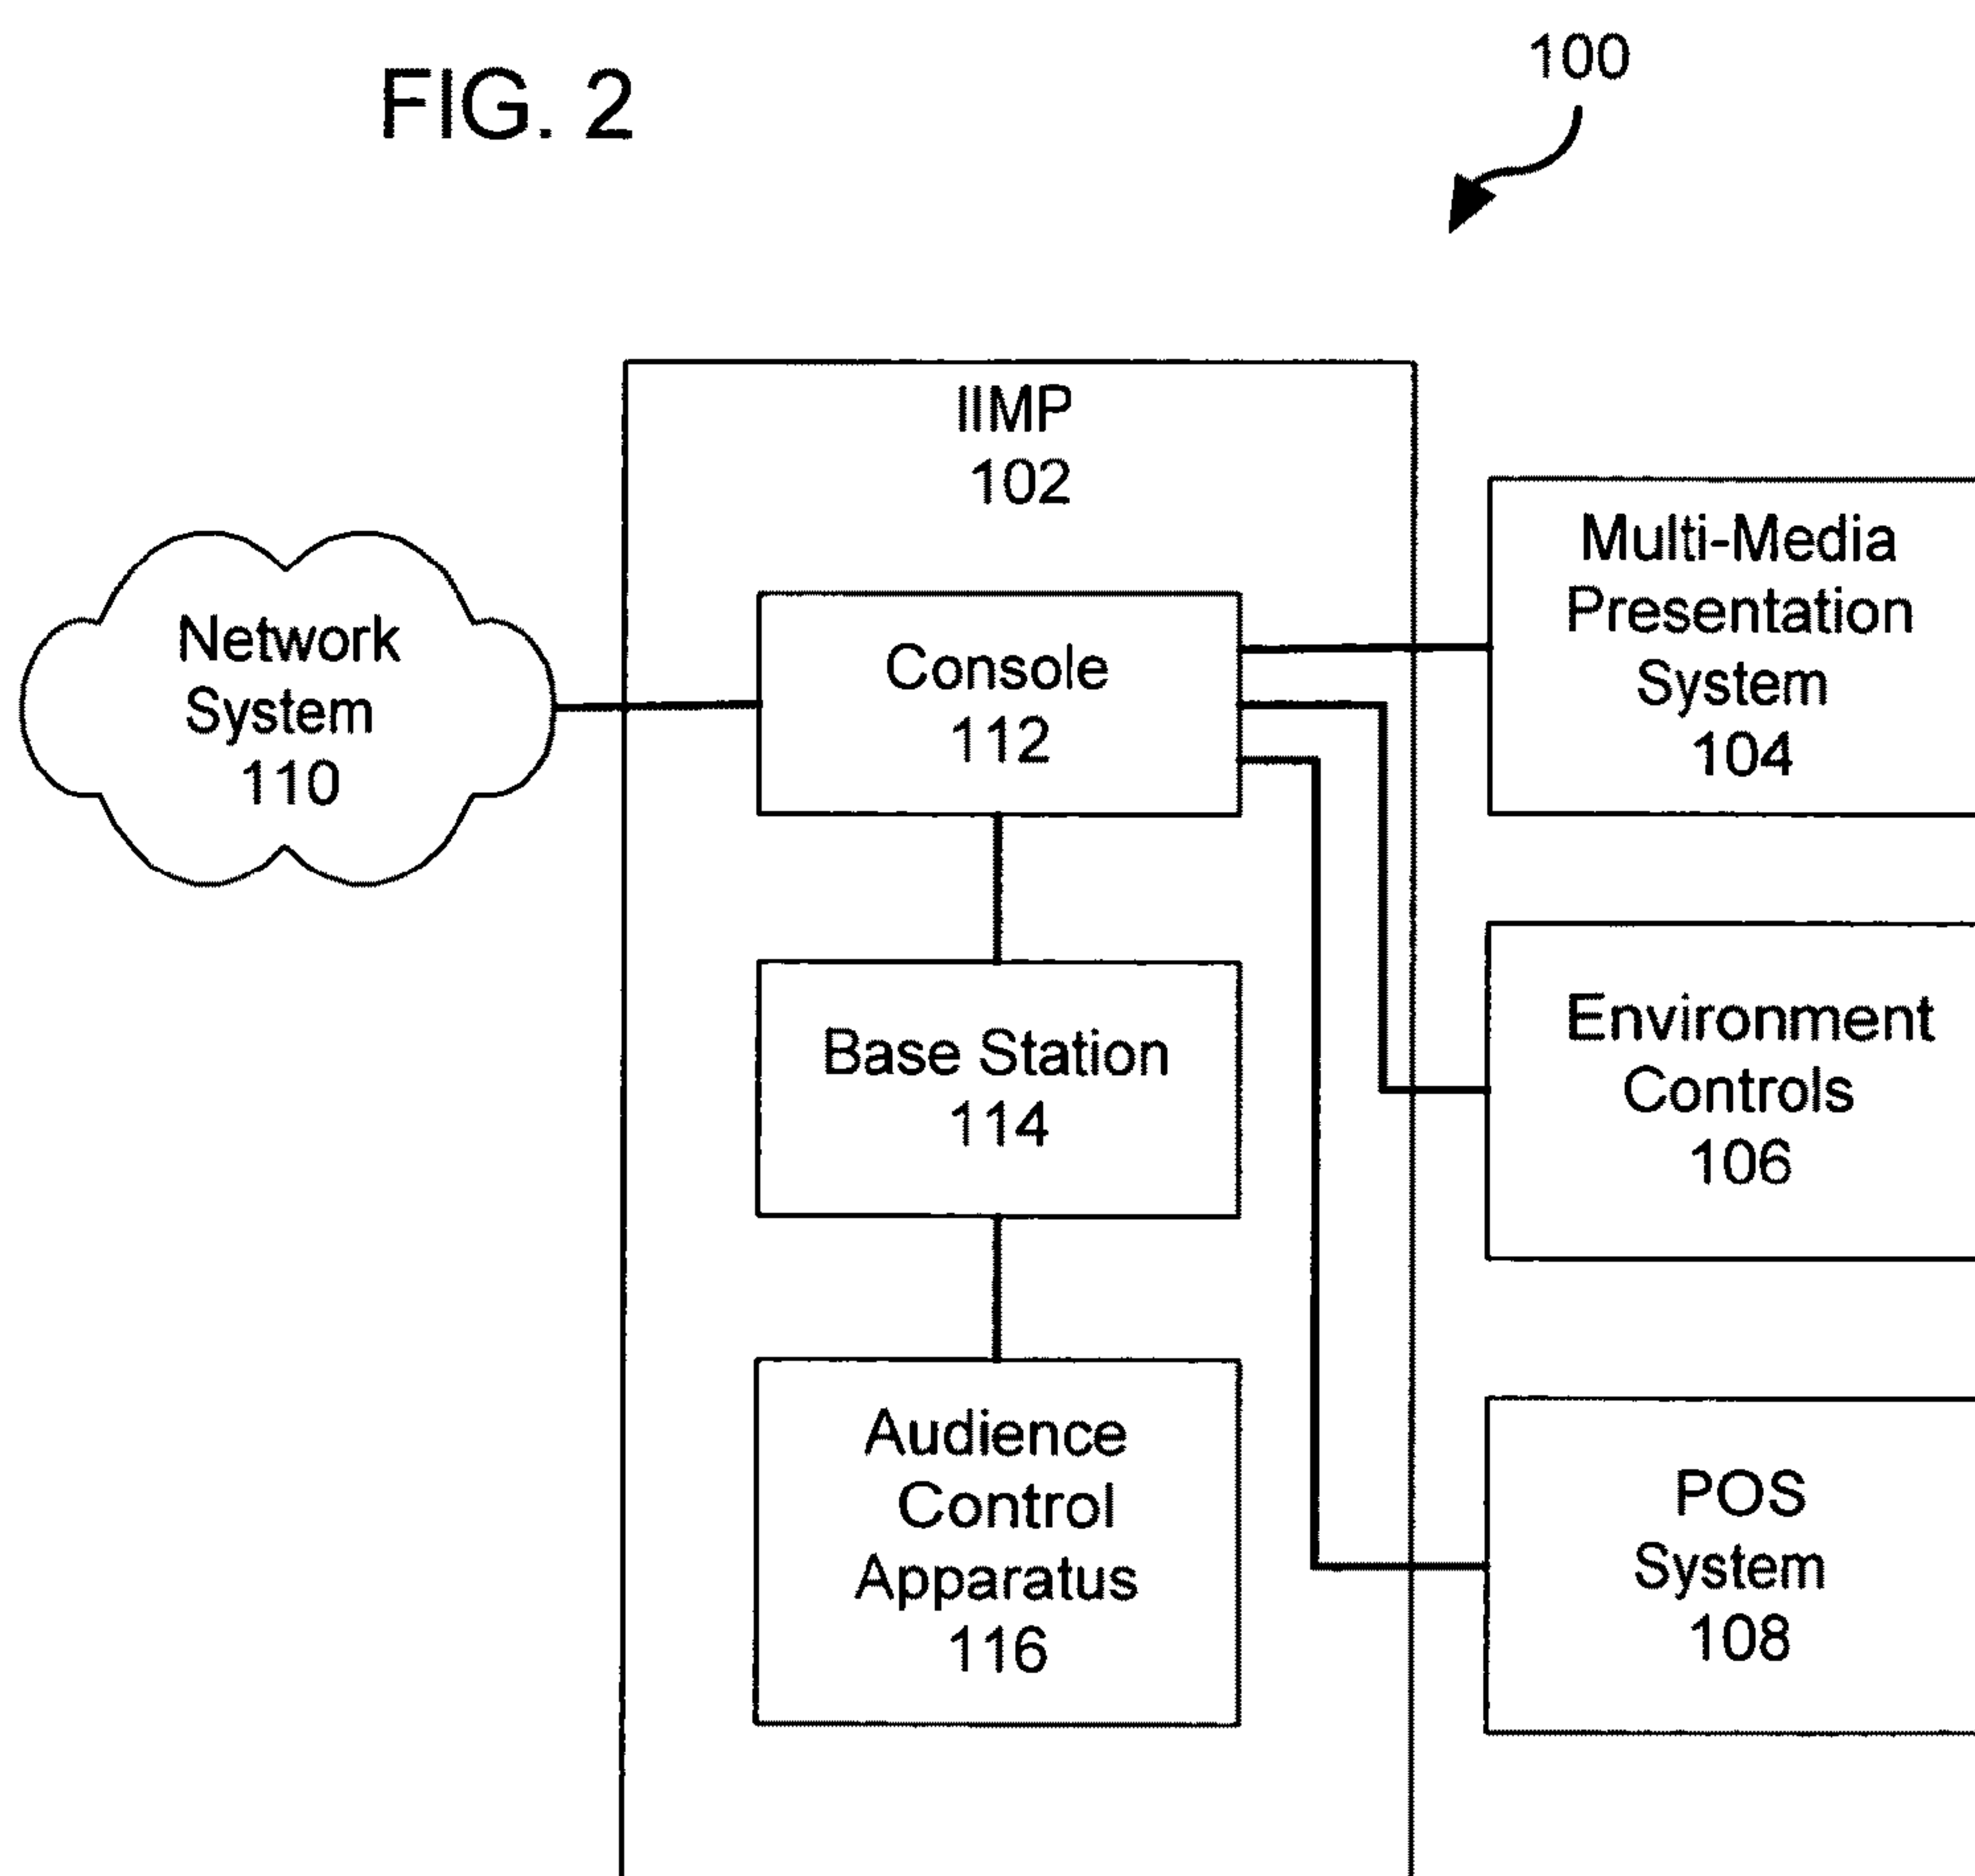 FIG. 2
100
IIMP
102
Network
System
110
Console
112
Multi-Media
Presentation
System
104
Base Station
114
Environment
Controls
106
Audience
Control
Apparatus
116
POS
System
108